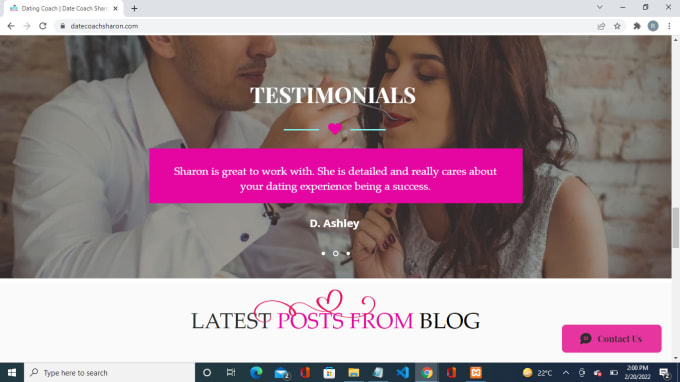 Dating Coach | Date Coach Shar
datecoachsharon.com
R
TESTIMONIALS
Sharon is great to work with. She is detailed and really cares about
your dating experience being a success.
D. Ashley
LATEST POSTS FROM BLOG
Contact Us
Type here to search
22°C
2:00 PM
2/20/2022